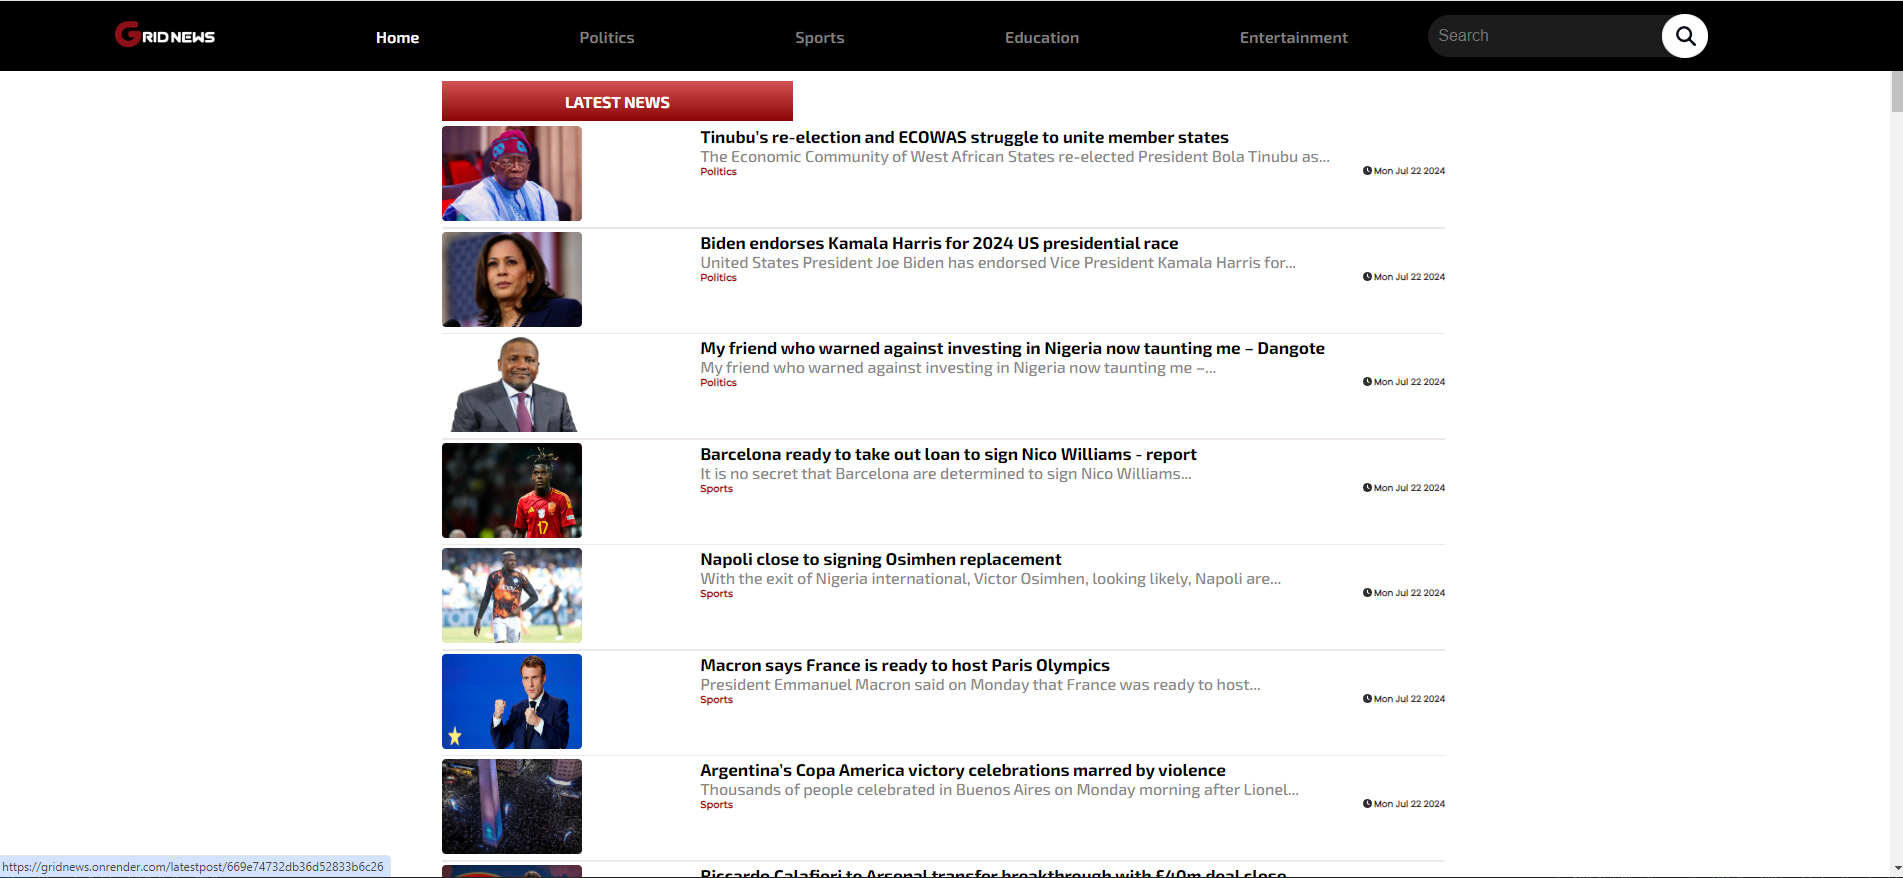 GRID NEWS
Home
Politics
Sports
Education
Entertainment
Search
LATEST NEWS
Tinubu's re-election and ECOWAS struggle to unite member states
The Economic Community of West African States re-elected President Bola Tinubu as...
Politics
Mon Jul 22 2024
Biden endorses Kamala Harris for 2024 US presidential race
United States President Joe Biden has endorsed Vice President Kamala Harris for...
Politics
Mon Jul 22 2024
My friend who warned against investing in Nigeria now taunting me – Dangote
My friend who warned against investing in Nigeria now taunting me –...
Politics
Mon Jul 22 2024
Barcelona ready to take out loan to sign Nico Williams - report
It is no secret that Barcelona are determined to sign Nico Williams...
Sports
Mon Jul 22 2024
17
Napoli close to signing Osimhen replacement
With the exit of Nigeria international, Victor Osimhen, looking likely, Napoli are...
Sports
Mon Jul 22 2024
Macron says France is ready to host Paris Olympics
President Emmanuel Macron said on Monday that France was ready to host...
Sports
Mon Jul 22 2024
Argentina's Copa America victory celebrations marred by violence
Thousands of people celebrated in Buenos Aires on Monday morning after Lionel...
Sports
Mon Jul 22 2024
Riccardo Calafiori to Arsenal transfer breakthrough with £40m deal close
https://gridnews.onrender.com/latestpost/669e74732db36d52833b6c26